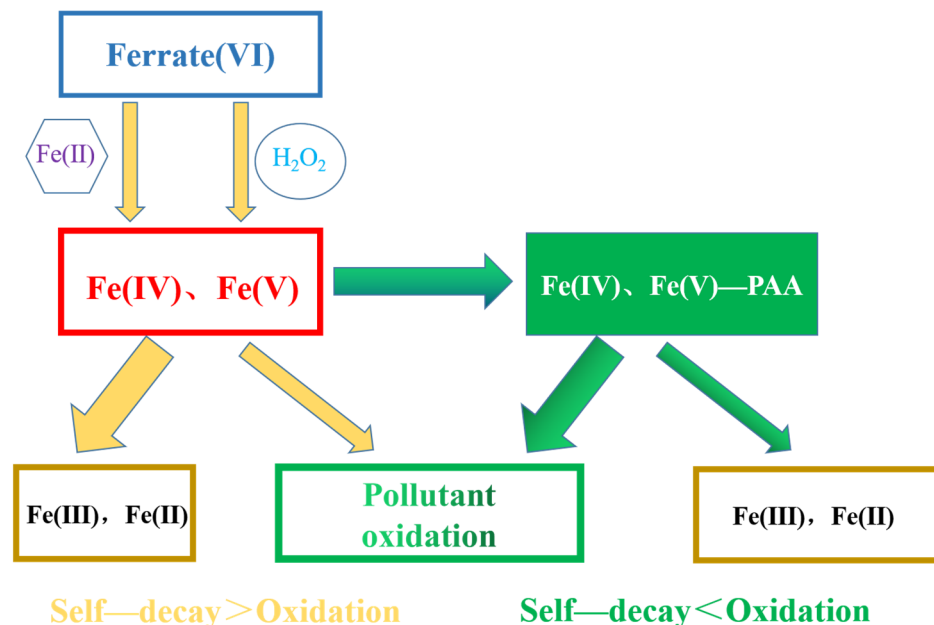 Ferrate(VI)
Fe(II)
H₂O₂
Fe(IV)、Fe(V)
Fe(IV)、Fe(V)—PAA
Fe(III)，Fe(II)
Pollutant
oxidation
Fe(III)，Fe(II)
Self—decay＞Oxidation
Self—decay＜Oxidation